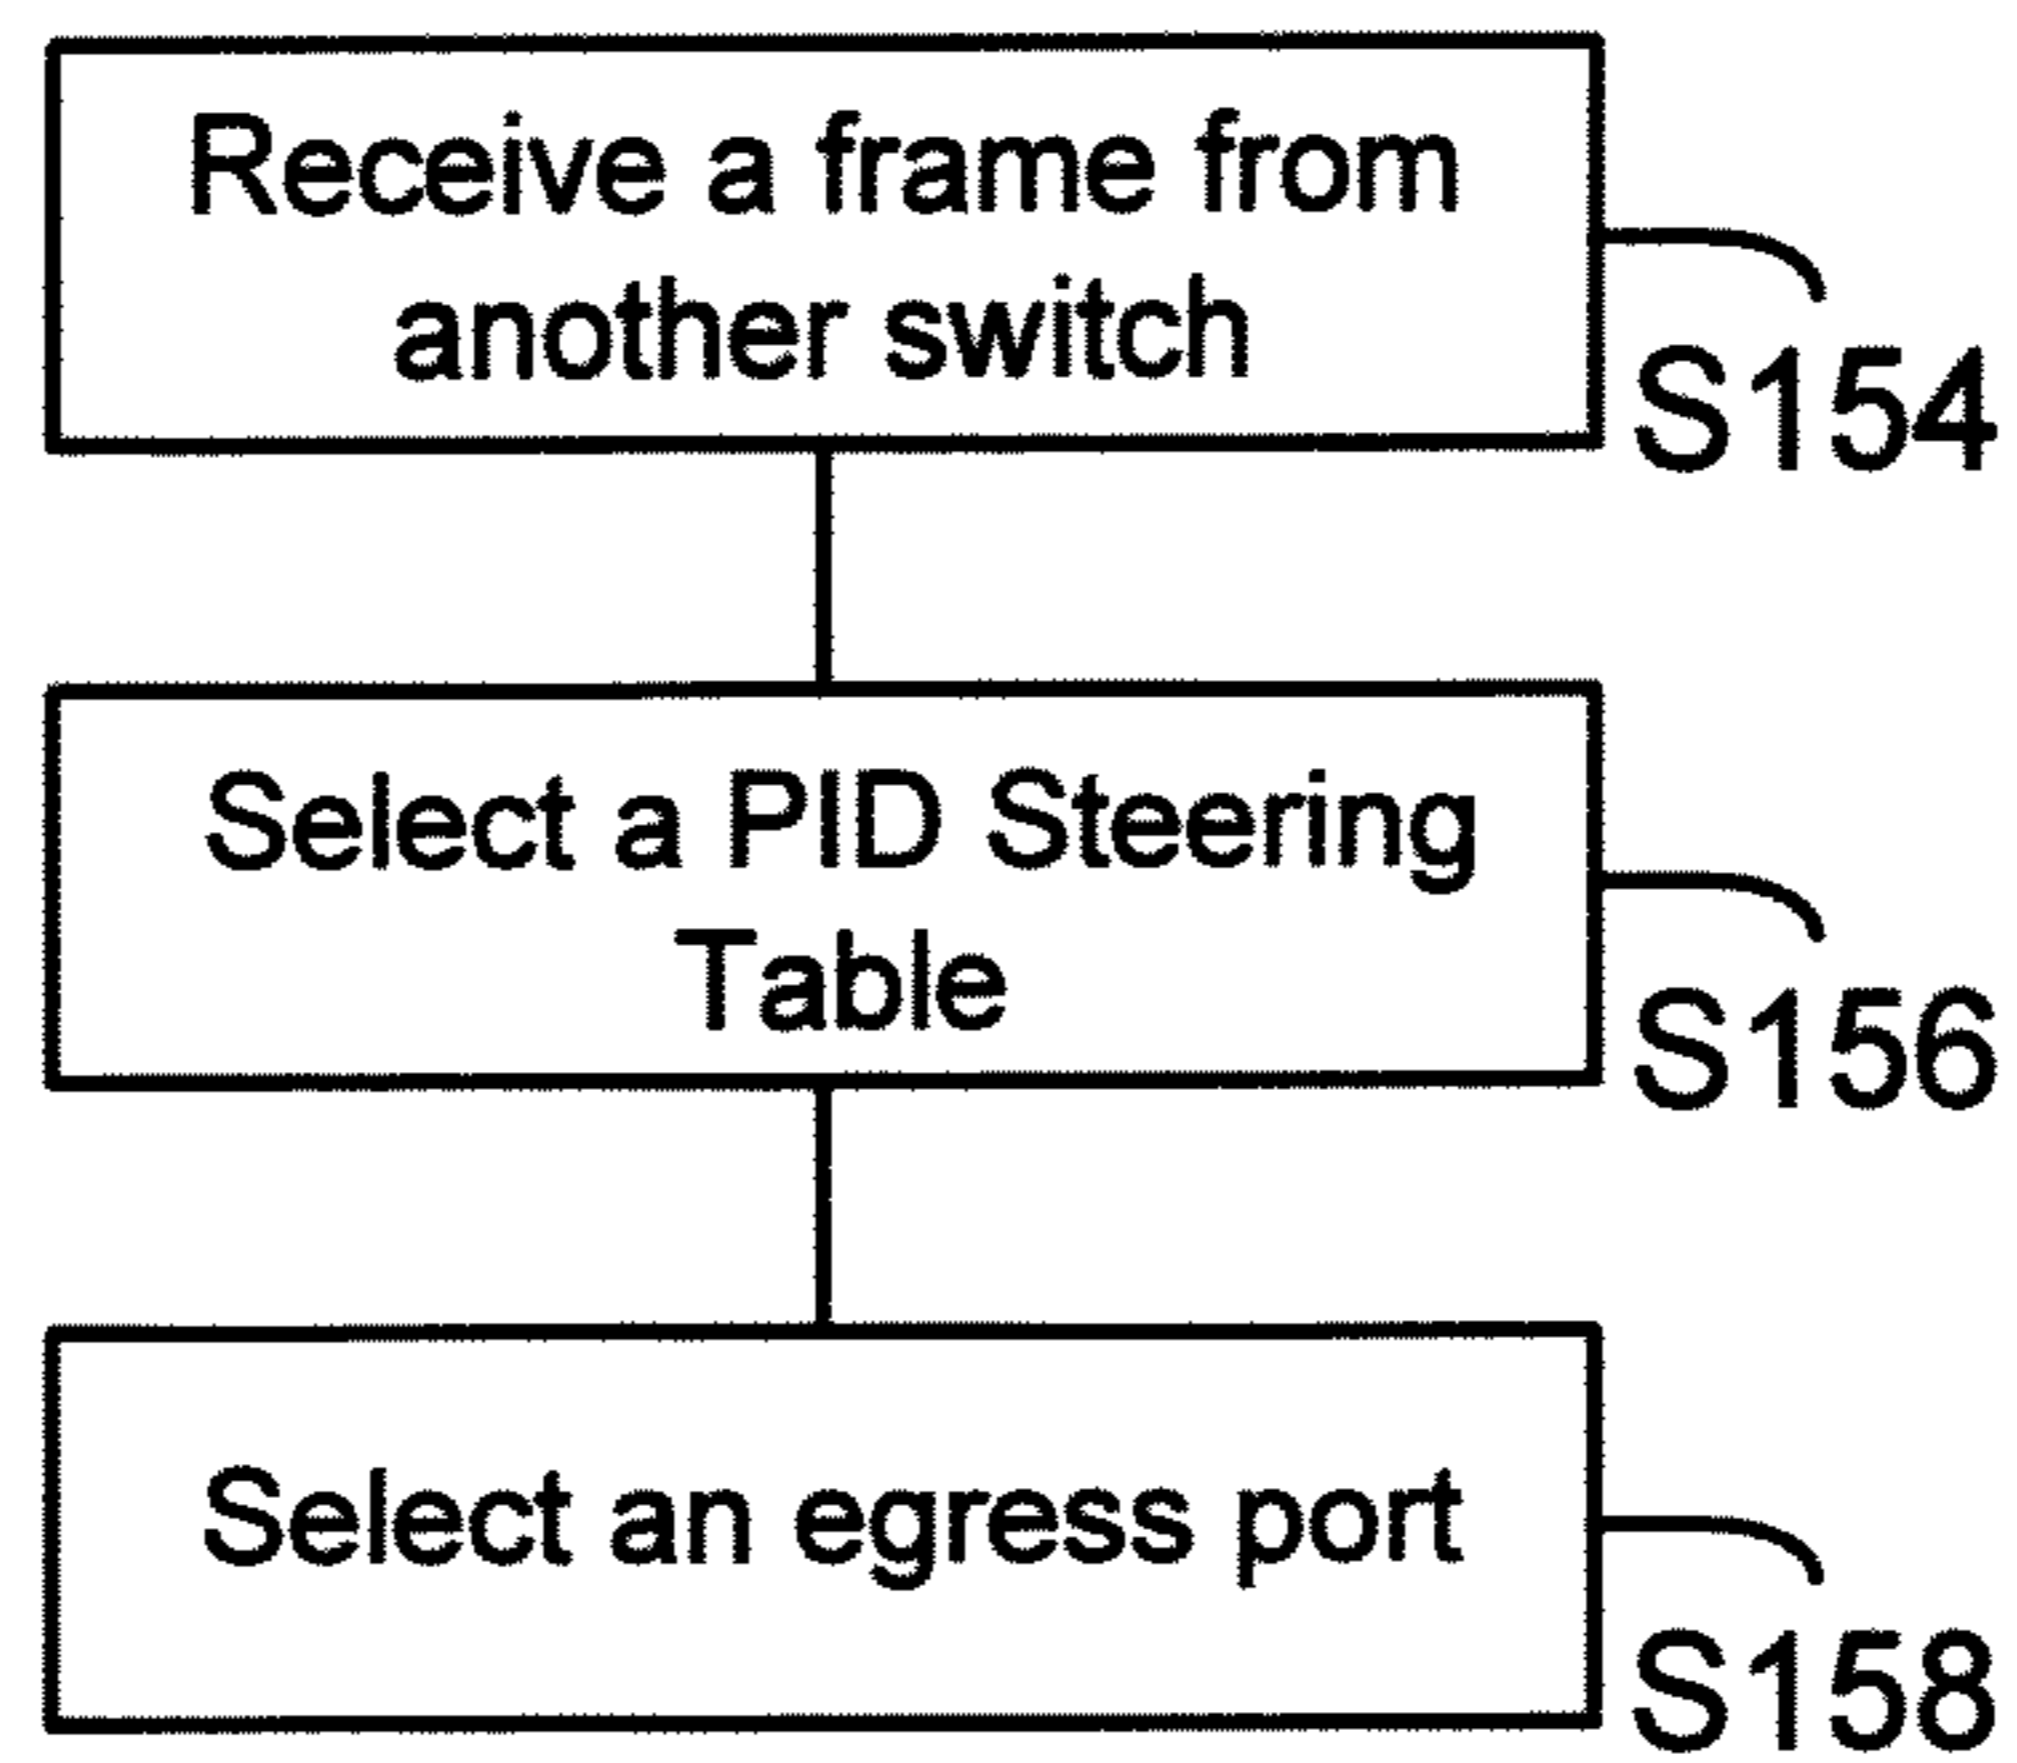 Receive a frame from
another switch
S154
Select a PID Steering
Table
S156
Select an egress port
S158